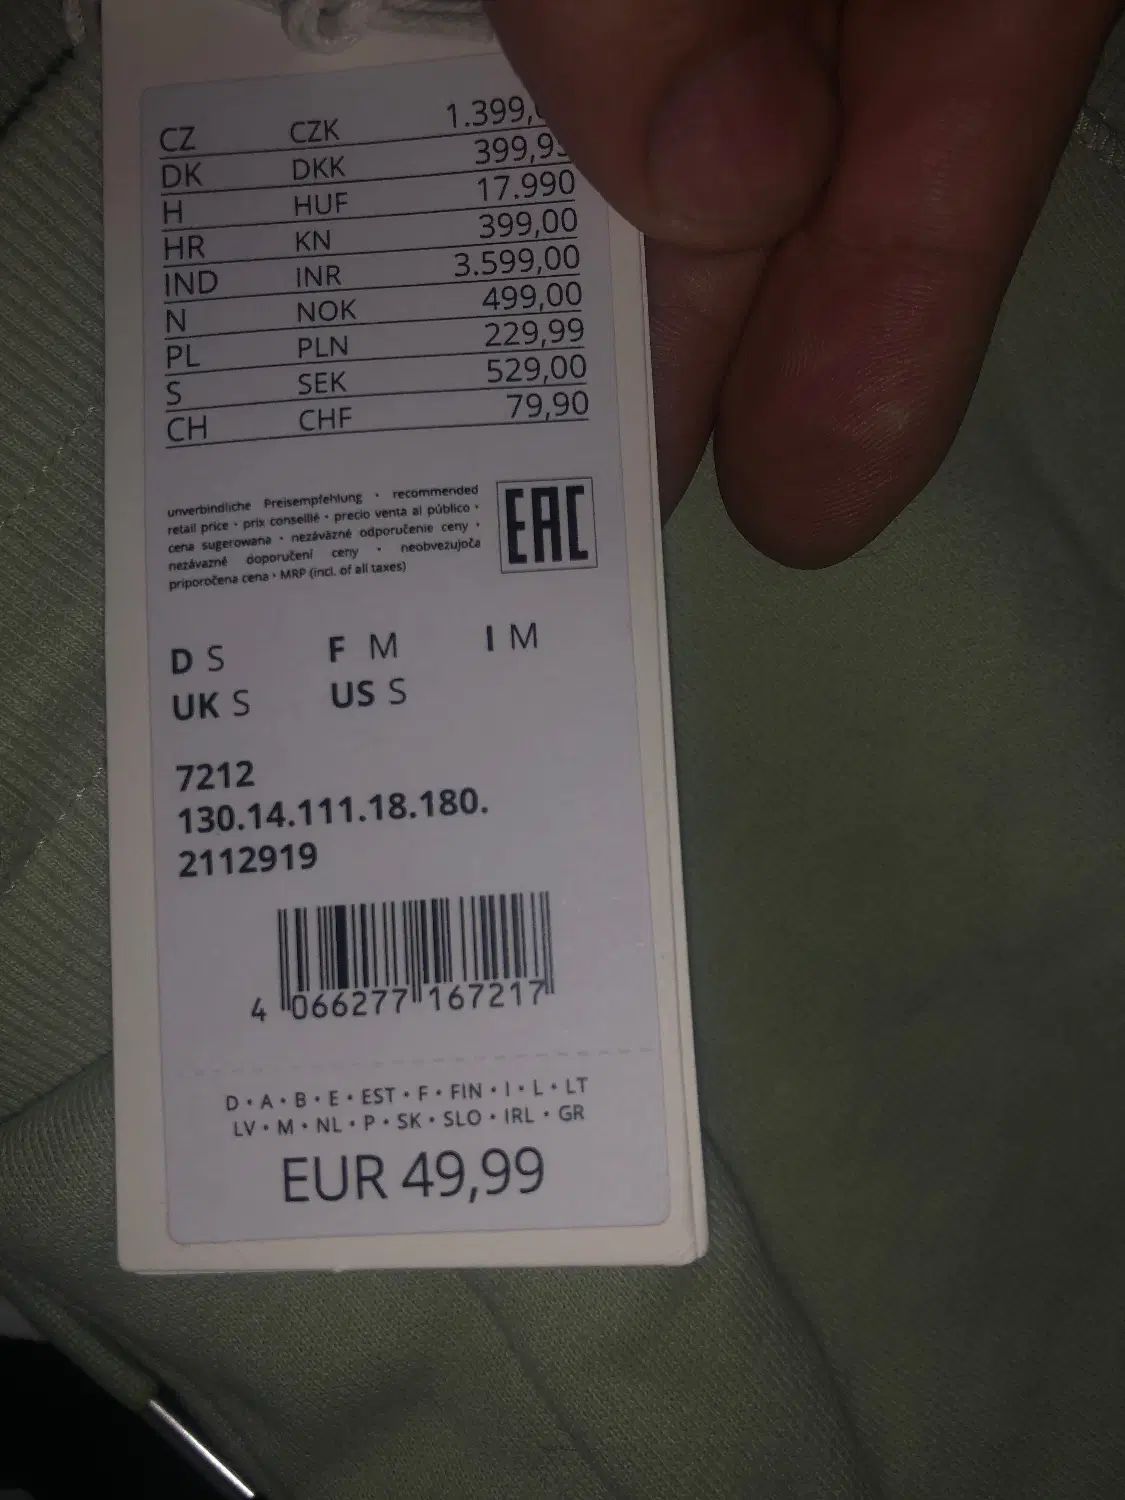 CZ CZK 1.399,
DK DKK 399,9
H HUF 17.990
HR KN 399,00
IND INR 3.599,00
N NOK 499,00
PL PLN 229,99
S SEK 529,00
CH CHF 79,90
unverbindliche Preisempfehlung • recommended
retail price • prix conseillé • precio venta al público •
cena sugerowana • nezáväzné odporučenie ceny •
nezávazné doporučení ceny • neobvezujoča
priporočena cena • MRP (incl. of all taxes)
EAC
D S F M I M
UK S US S
7212
130.14.111.18.180.
2112919
4 066277 167217
D • A • B • E • EST • F • FIN • I • L • LT
LV • M • NL • P • SK • SLO • IRL • GR
EUR 49,99